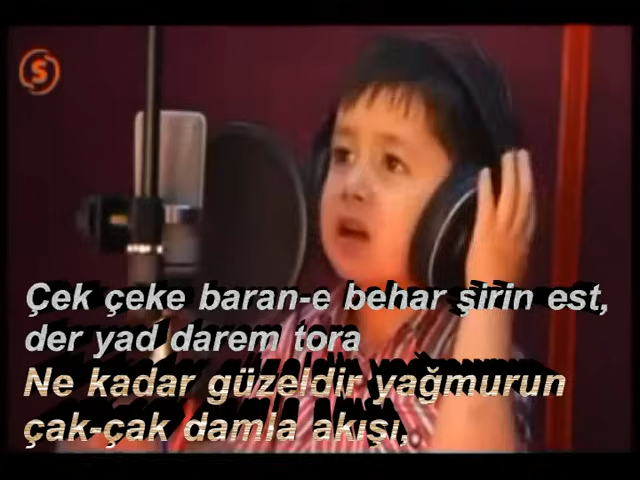 S
Çek çeke baran-e behar şirin est,
der yad darem tora
Ne kadar güzeldir yağmurun
çak-çak damla akışı,